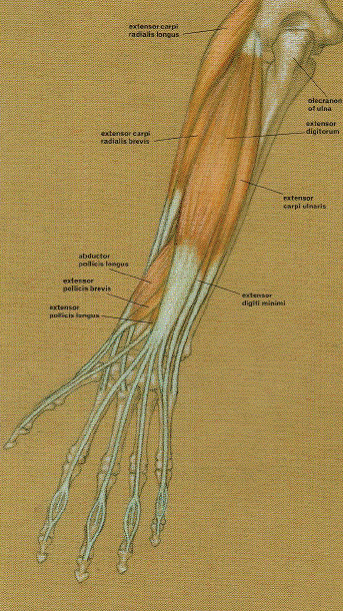 extensor carpi
radialis longus
olecranon
of ulna
extensor
digitorum
extensor carpi
radialis brevis
extensor
carpi ulnaris
abductor
pollicis longus
extensor
pollicis brevis
extensor
digiti minimi
extensor
pollicis longus